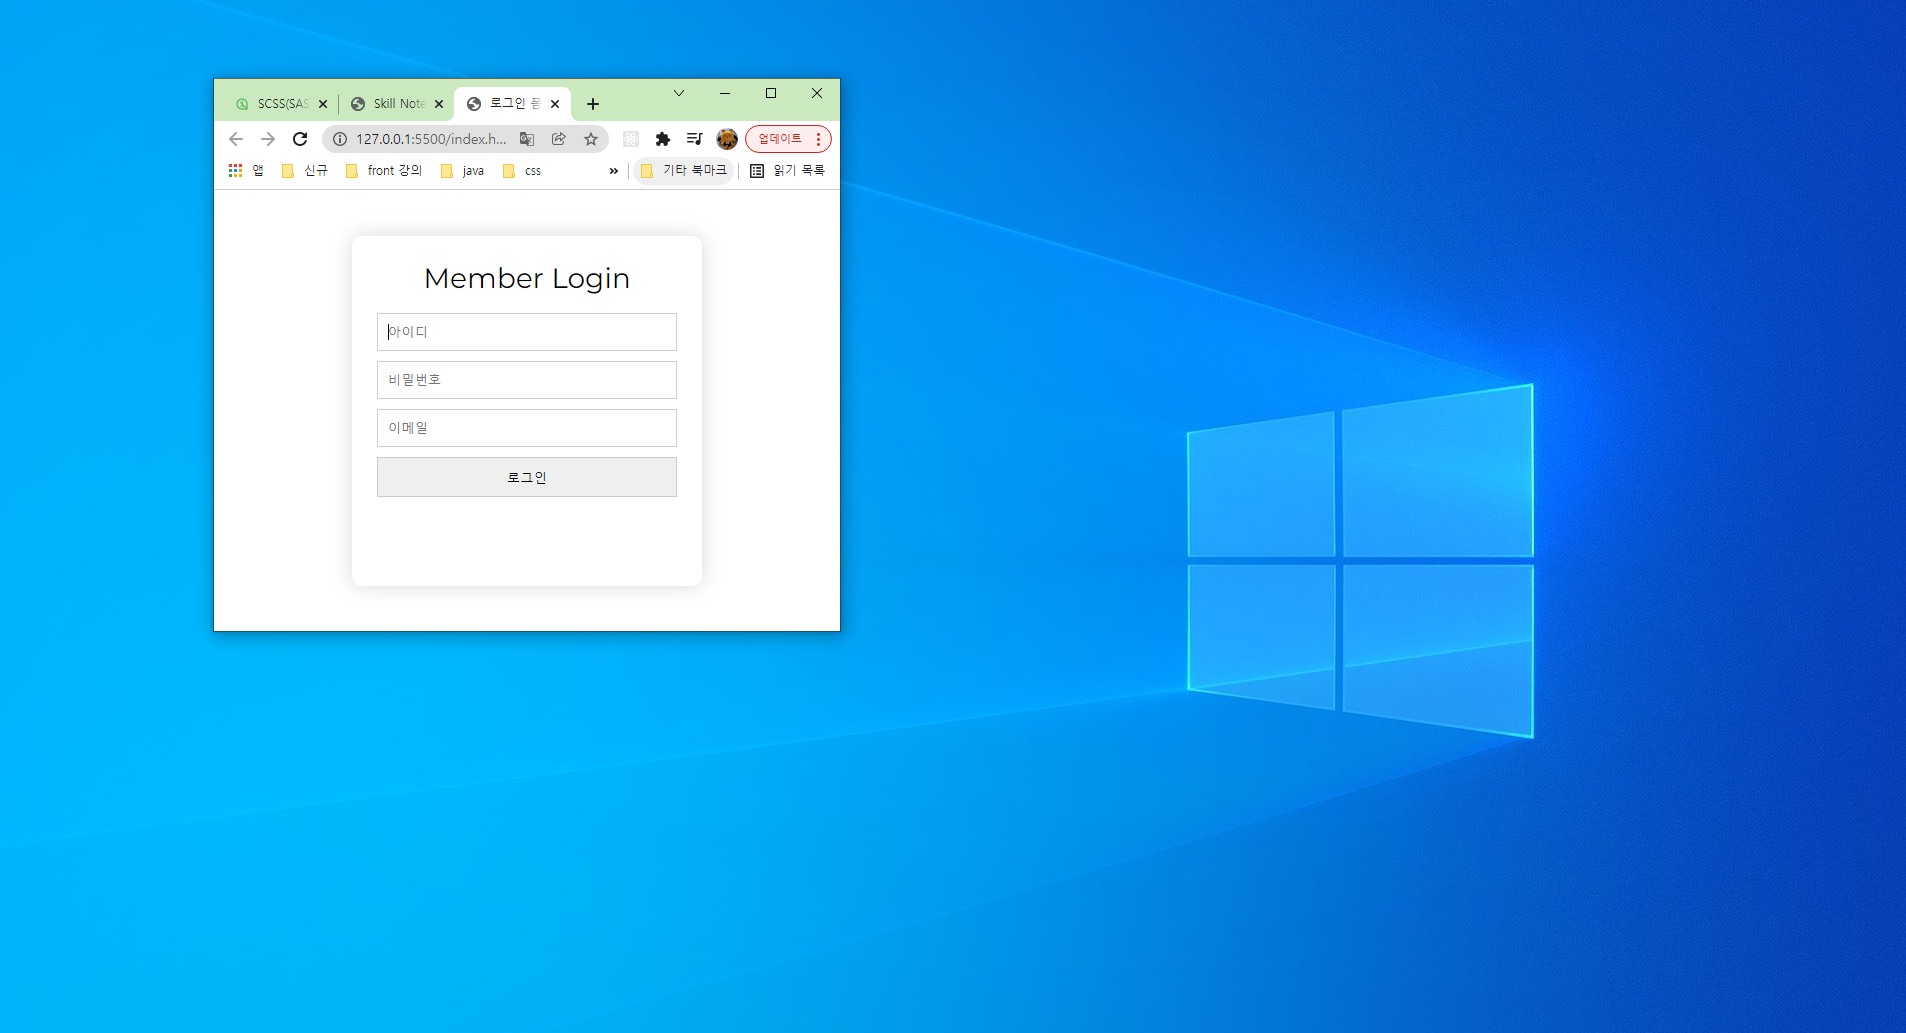 SCSS(SAS
Skill Note
로그인 폼
127.0.0.1:5500/index.h...
업데이트
앱
신규
front 강의
java
css
»
기타 북마크
읽기 목록
Member Login
아이디
비밀번호
이메일
로그인